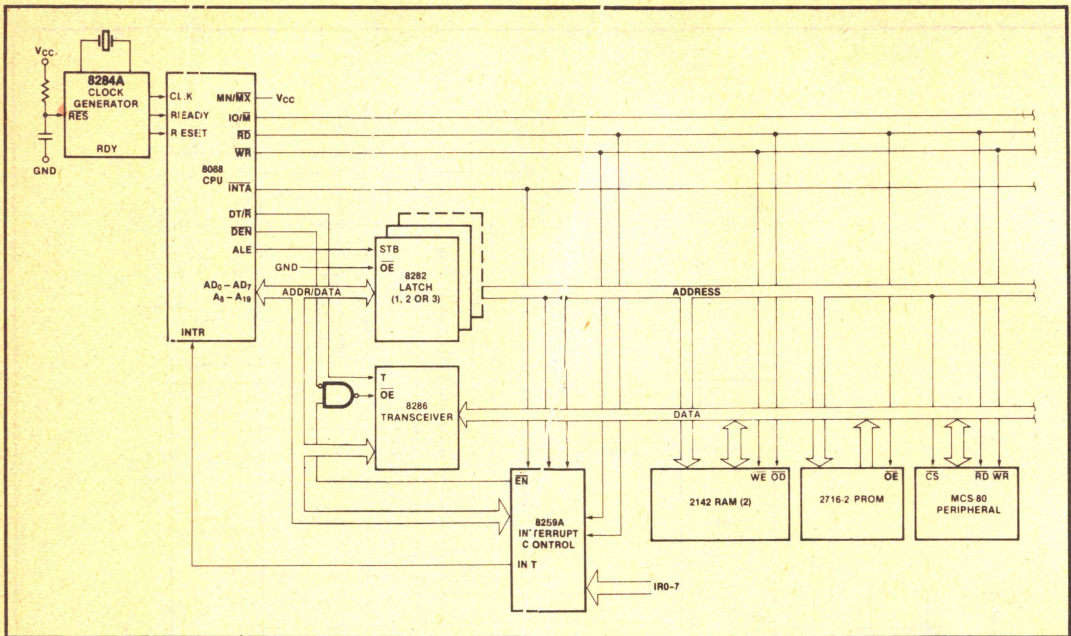 VCC
8284A
CLOCK
GENERATOR
RES
RDY
GND
CLK
READY
RESET
8088
CPU
MN/MX
VCC
IO/M
RD
WR
INTA
DT/R
DEN
ALE
AD0 – AD7
A8 – A19
INTR
ADDR/DATA
GND
STB
OE
8282
LATCH
(1, 2 OR 3)
ADDRESS
T
OE
8286
TRANSCEIVER
DATA
EN
8259A
INTERRUPT
CONTROL
INT
IR0-7
WE OD
2142 RAM (2)
OE
2716-2 PROM
CS RD WR
MCS-80
PERIPHERAL